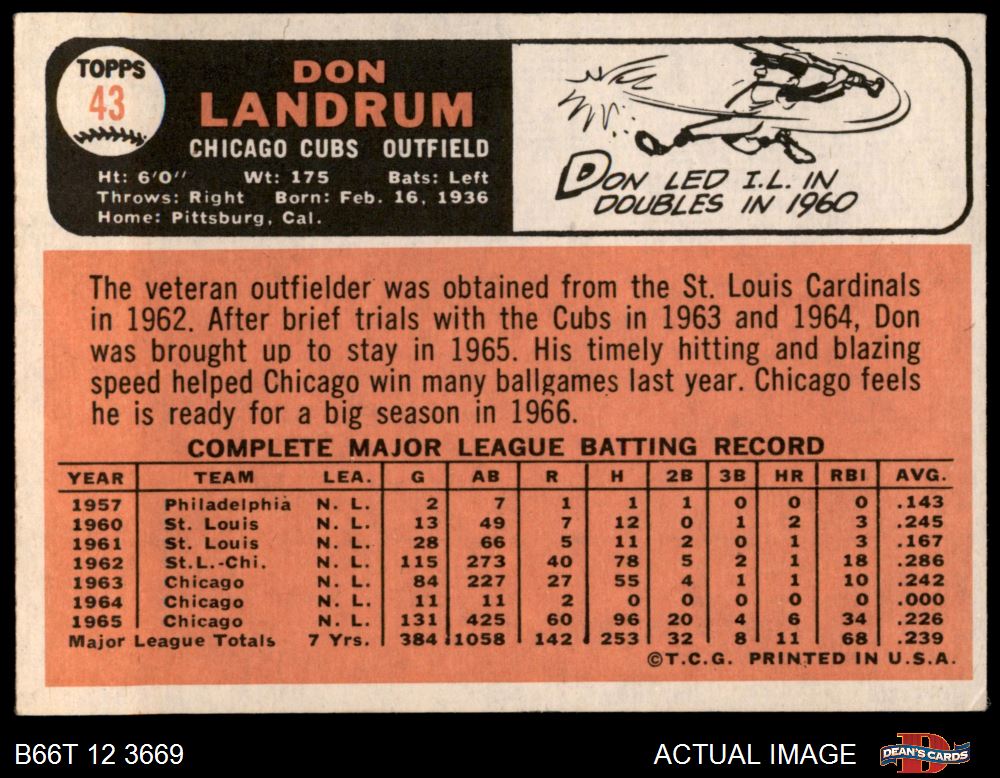 TOPPS
43
DON
LANDRUM
CHICAGO CUBS OUTFIELD
Ht: 6'0" Wt: 175 Bats: Left
Throws: Right Born: Feb. 16, 1936
Home: Pittsburg, Cal.
DON LED I.L. IN
DOUBLES IN 1960
The veteran outfielder was obtained from the St. Louis Cardinals
in 1962. After brief trials with the Cubs in 1963 and 1964, Don
was brought up to stay in 1965. His timely hitting and blazing
speed helped Chicago win many ballgames last year. Chicago feels
he is ready for a big season in 1966.
COMPLETE MAJOR LEAGUE BATTING RECORD
YEAR TEAM LEA. G AB R H 2B 3B HR RBI AVG.
1957 Philadelphia N. L. 2 7 1 1 1 0 0 0 .143
1960 St. Louis N. L. 13 49 7 12 0 1 2 3 .245
1961 St. Louis N. L. 28 66 5 11 2 0 1 3 .167
1962 St.L.-Chi. N. L. 115 273 40 78 5 2 1 18 .286
1963 Chicago N. L. 84 227 27 55 4 1 1 10 .242
1964 Chicago N. L. 11 11 2 0 0 0 0 0 .000
1965 Chicago N. L. 131 425 60 96 20 4 6 34 .226
Major League Totals 7 Yrs. 384 1058 142 253 32 8 11 68 .239
©T.C.G. PRINTED IN U.S.A.
B66T 12 3669
ACTUAL IMAGE
DEAN'S CARDS